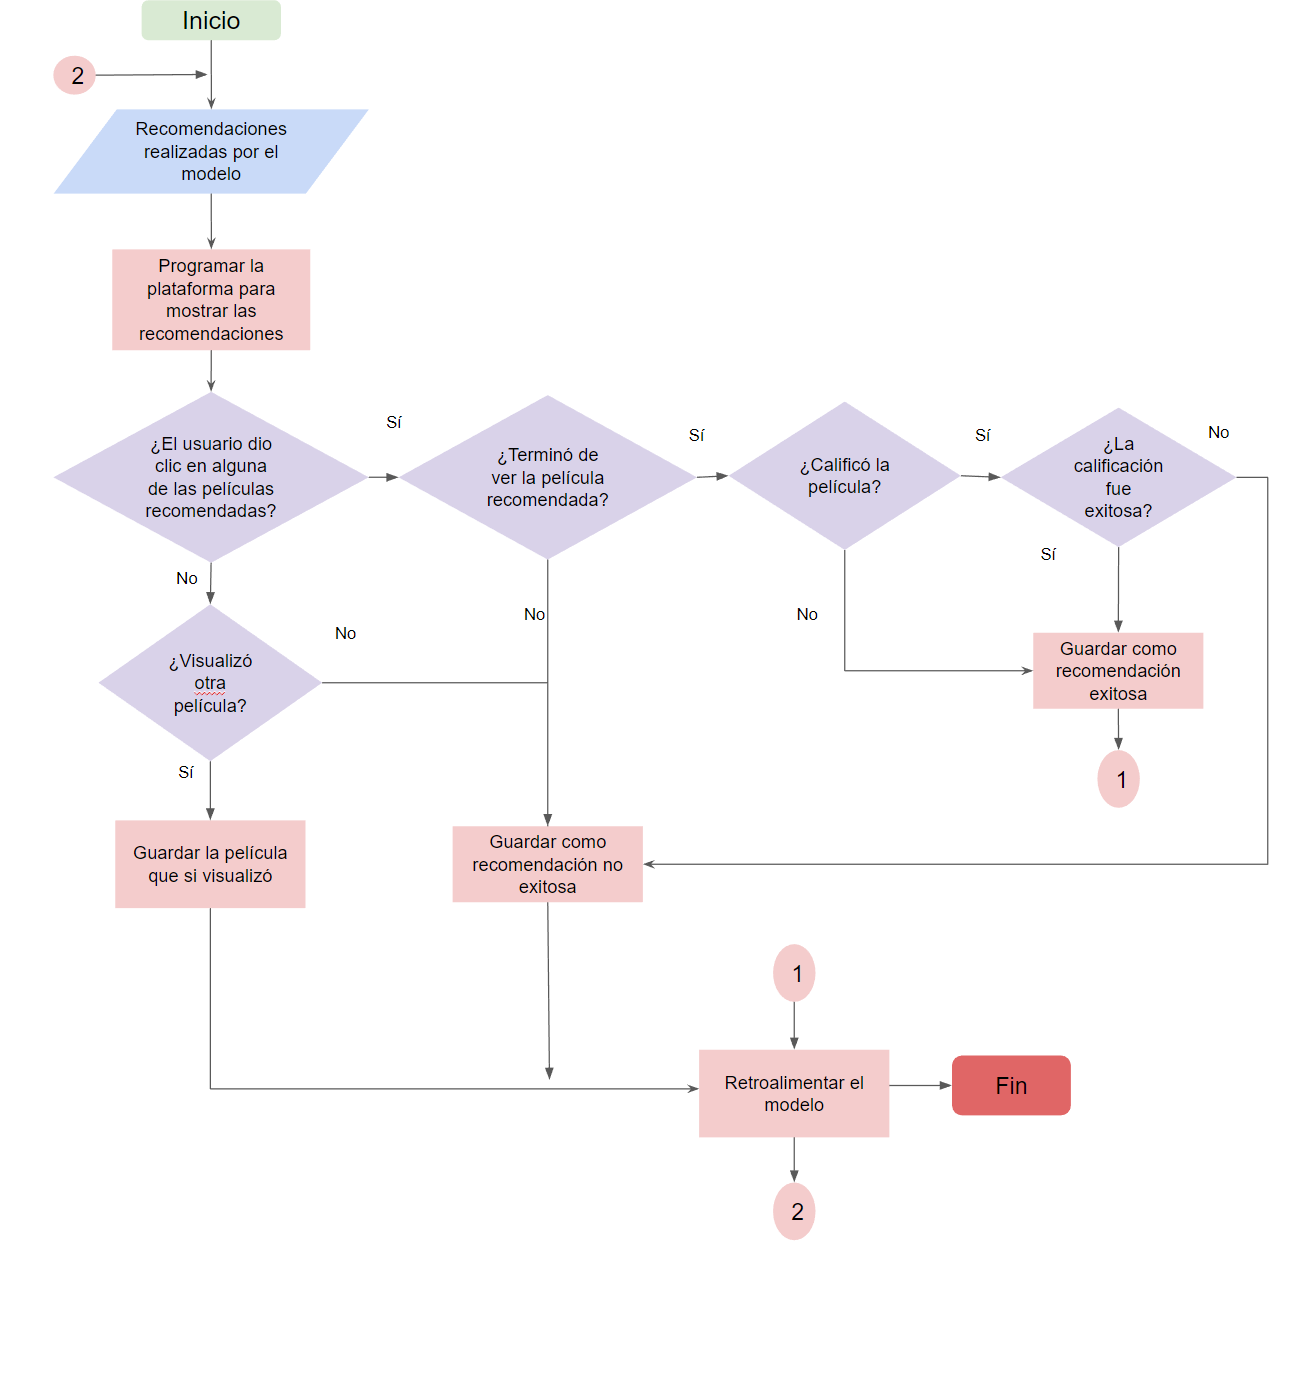 Inicio
2
Recomendaciones
realizadas por el
modelo
Programar la
plataforma para
mostrar las
recomendaciones
¿El usuario dio
clic en alguna
de las películas
recomendadas?
Sí
¿Terminó de
ver la película
recomendada?
Sí
¿Calificó la
película?
Sí
¿La
calificación
fue
exitosa?
No
No
No
No
No
Sí
¿Visualizó
otra
película?
Guardar como
recomendación
exitosa
1
Sí
Guardar la película
que si visualizó
Guardar como
recomendación no
exitosa
1
Retroalimentar el
modelo
Fin
2